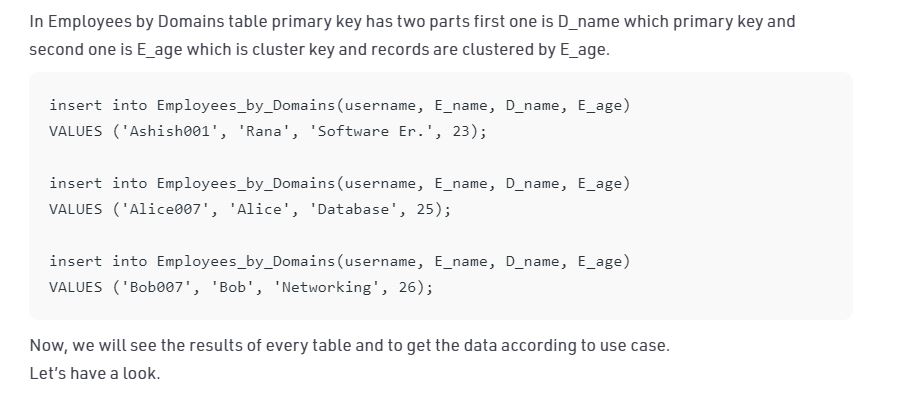 In Employees by Domains table primary key has two parts first one is D_name which primary key and
second one is E_age which is cluster key and records are clustered by E_age.
insert into Employees_by_Domains(username, E_name, D_name, E_age)
VALUES ('Ashish001', 'Rana', 'Software Er.', 23);
insert into Employees_by_Domains(username, E_name, D_name, E_age)
VALUES ('Alice007', 'Alice', 'Database', 25);
insert into Employees_by_Domains(username, E_name, D_name, E_age)
VALUES ('Bob007', 'Bob', 'Networking', 26);
Now, we will see the results of every table and to get the data according to use case.
Let’s have a look.